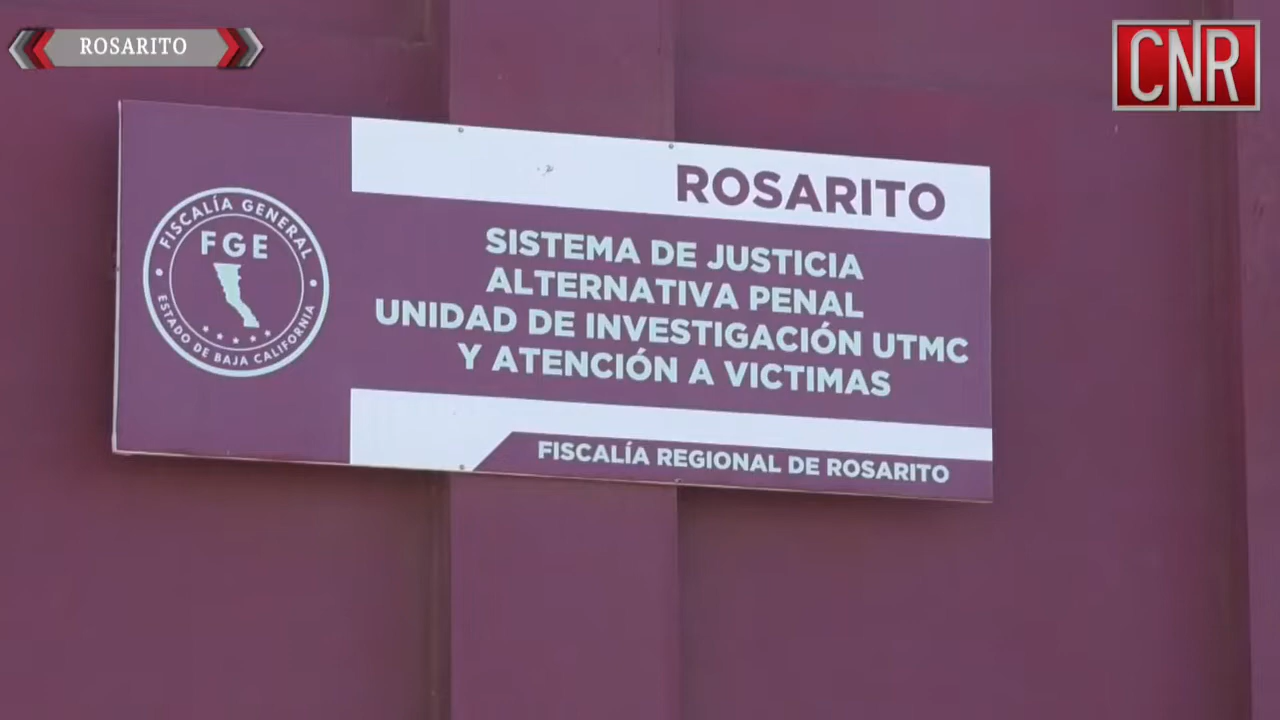 ROSARITO
CNR
ROSARITO
FISCALÍA GENERAL
FGE
ESTADO DE BAJA CALIFORNIA
SISTEMA DE JUSTICIA
ALTERNATIVA PENAL
UNIDAD DE INVESTIGACIÓN UTMC
Y ATENCIÓN A VICTIMAS
FISCALÍA REGIONAL DE ROSARITO